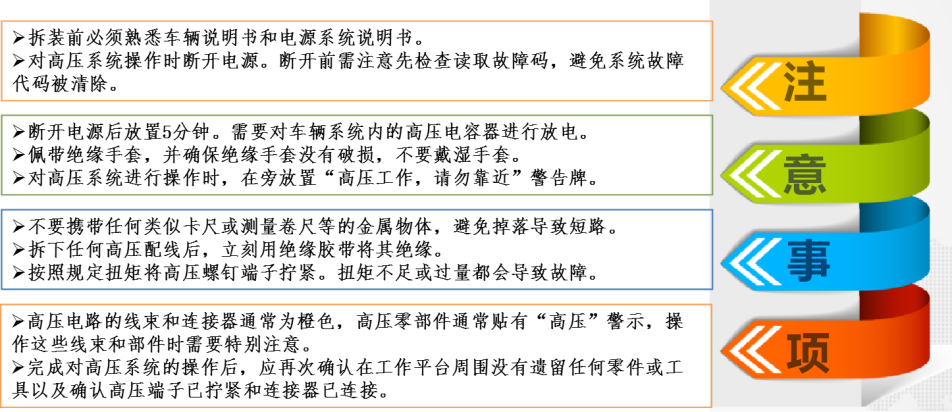 ➢拆装前必须熟悉车辆说明书和电源系统说明书。
➢对高压系统操作时断开电源。断开前需注意先检查读取故障码，避免系统故障
代码被清除。
➢断开电源后放置5分钟。需要对车辆系统内的高压电容器进行放电。
➢佩带绝缘手套，并确保绝缘手套没有破损，不要戴湿手套。
➢对高压系统进行操作时，在旁放置“高压工作，请勿靠近”警告牌。
➢不要携带任何类似卡尺或测量卷尺等的金属物体，避免掉落导致短路。
➢拆下任何高压配线后，立刻用绝缘胶带将其绝缘。
➢按照规定扭矩将高压螺钉端子拧紧。扭矩不足或过量都会导致故障。
➢高压电路的线束和连接器通常为橙色，高压零部件通常贴有“高压”警示，操
作这些线束和部件时需要特别注意。
➢完成对高压系统的操作后，应再次确认在工作平台周围没有遗留任何零件或工
具以及确认高压端子已拧紧和连接器已连接。
注
意
事
项